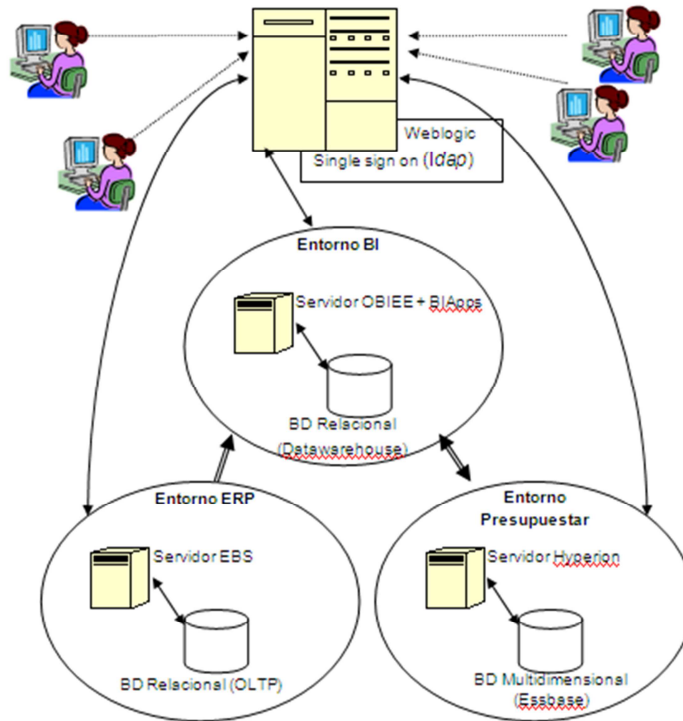 Weblogic
Single sign on (ldap)
Entorno BI
Servidor OBIEE + BIApps
BD Relacional
(Datawarehouse)
Entorno ERP
Servidor EBS
BD Relacional (OLTP)
Entorno
Presupuestar
Servidor Hyperion
BD Multidimensional
(Essbase)